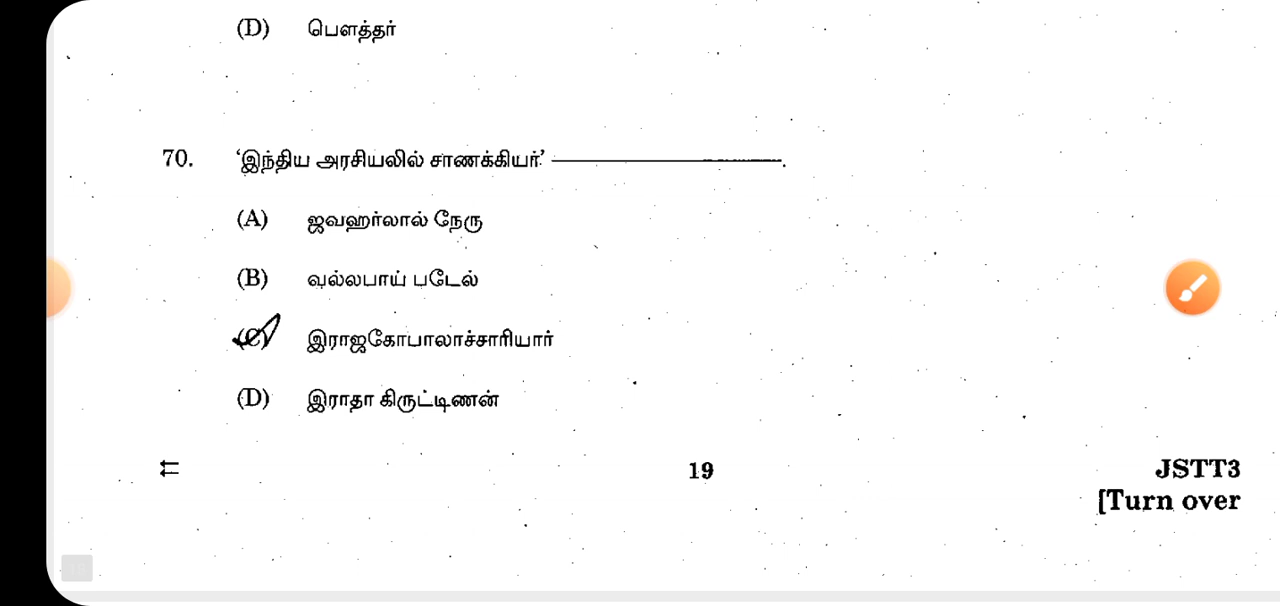 (D) பௌத்தர்
70. 'இந்திய அரசியலில் சாணக்கியர்' ___________.
(A) ஜவஹர்லால் நேரு
(B) வல்லபாய் படேல்
(C) இராஜகோபாலாச்சாரியார்
(D) இராதா கிருட்டிணன்
19
JSTT3
[Turn over